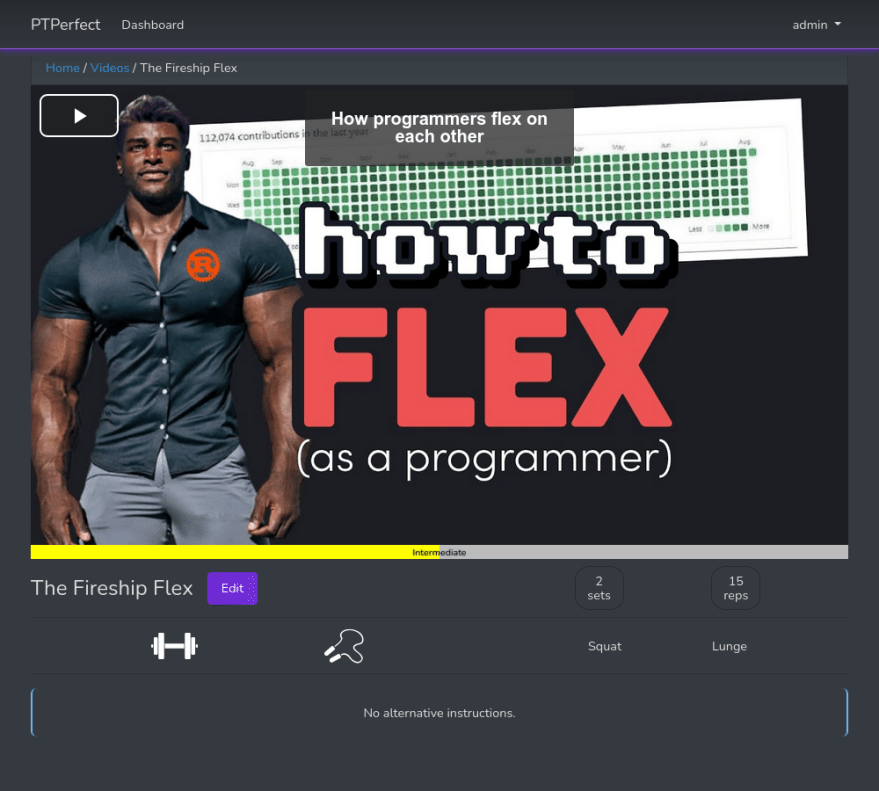 PTPerfect Dashboard admin
Home / Videos / The Fireship Flex
How programmers flex on
each other
112,074 contributions in the last year
Aug Sep Apr May Jun Jul Aug
Mon
Wed
Less More
how to
FLEX
(as a programmer)
Intermediate
The Fireship Flex Edit
2
sets
15
reps
Squat Lunge
No alternative instructions.